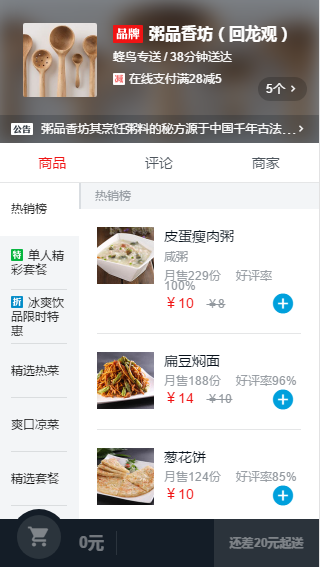 品牌 粥品香坊（回龙观）
蜂鸟专送 / 38分钟送达
减 在线支付满28减5
5个 >
公告 粥品香坊其烹饪粥料的秘方源于中国千年古法... >
商品 评论 商家
热销榜
特 单人精
彩套餐
折 冰爽饮
品限时特
惠
精选热菜
爽口凉菜
精选套餐
热销榜
皮蛋瘦肉粥
咸粥
月售229份 好评率
100%
￥10 ￥8
扁豆焖面
月售188份 好评率96%
￥14 ￥10
葱花饼
月售124份 好评率85%
￥10
0元 还差20元起送